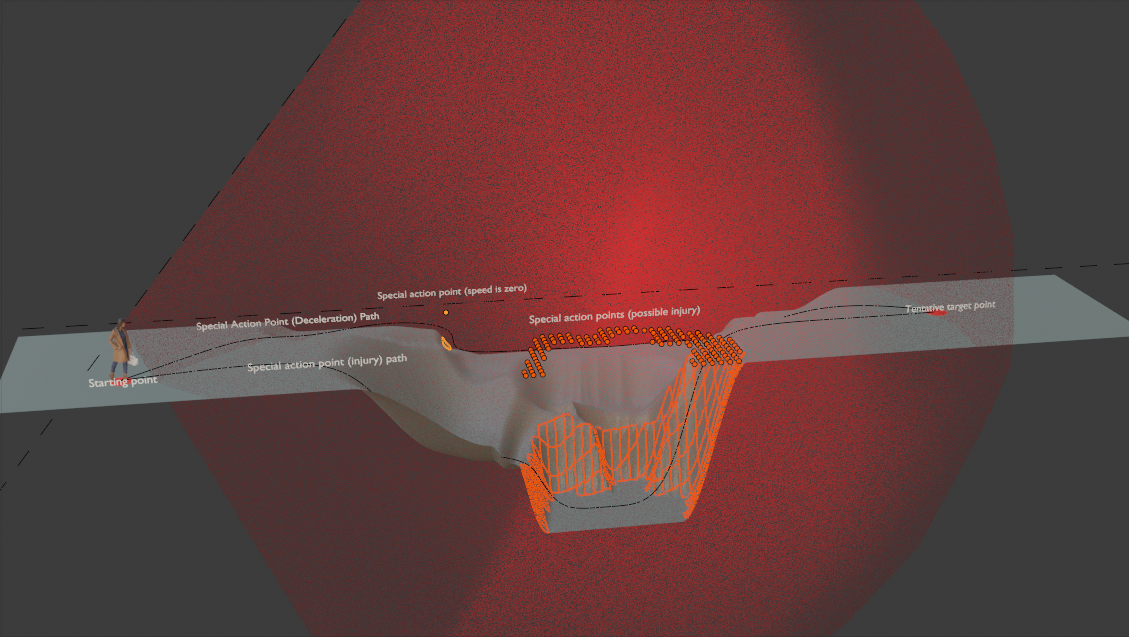 Special action point (speed is zero)
Special Action Point (Deceleration) Path
Special action points (possible injury)
Tentative target point
Special action point (injury) path
Starting point